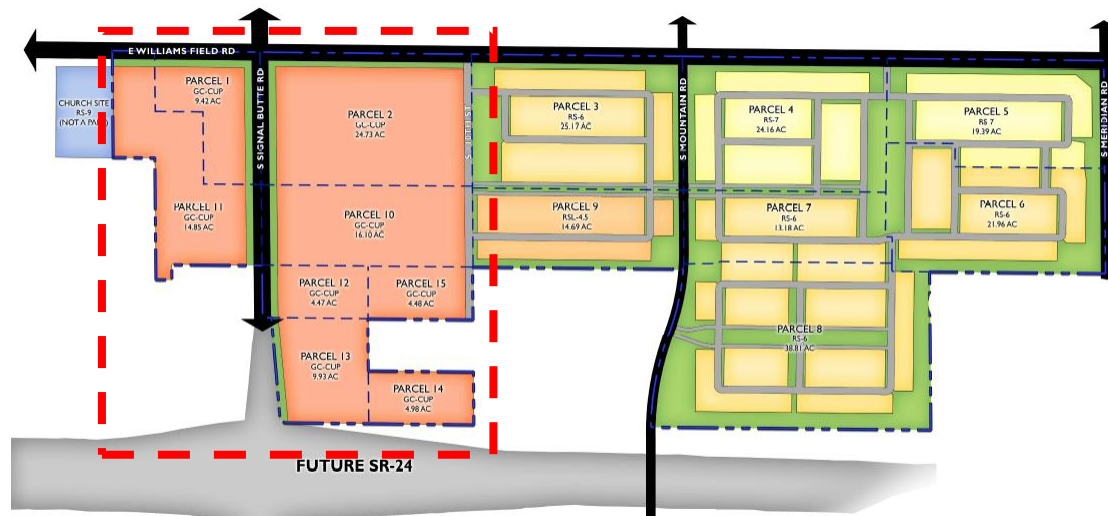 E WILLIAMS FIELD RD
CHURCH SITE
RS-9
(NOT A PART)
PARCEL 1
GC-CUP
9.42 AC
S SIGNAL BUTTE RD
PARCEL 2
GC-CUP
24.73 AC
PARCEL 3
RS-6
25.17 AC
S MOUNTAIN RD
PARCEL 4
RS-7
24.16 AC
PARCEL 5
RS 7
19.39 AC
S MERIDIAN RD
PARCEL 11
GC-CUP
14.85 AC
PARCEL 10
GC-CUP
16.10 AC
PARCEL 9
RSL-4.5
14.69 AC
PARCEL 7
RS-6
13.18 AC
PARCEL 6
RS-6
21.96 AC
PARCEL 12
GC-CUP
4.47 AC
PARCEL 15
GC-CUP
4.48 AC
PARCEL 8
RS-6
38.81 AC
PARCEL 13
GC-CUP
9.93 AC
PARCEL 14
GC-CUP
4.98 AC
FUTURE SR-24